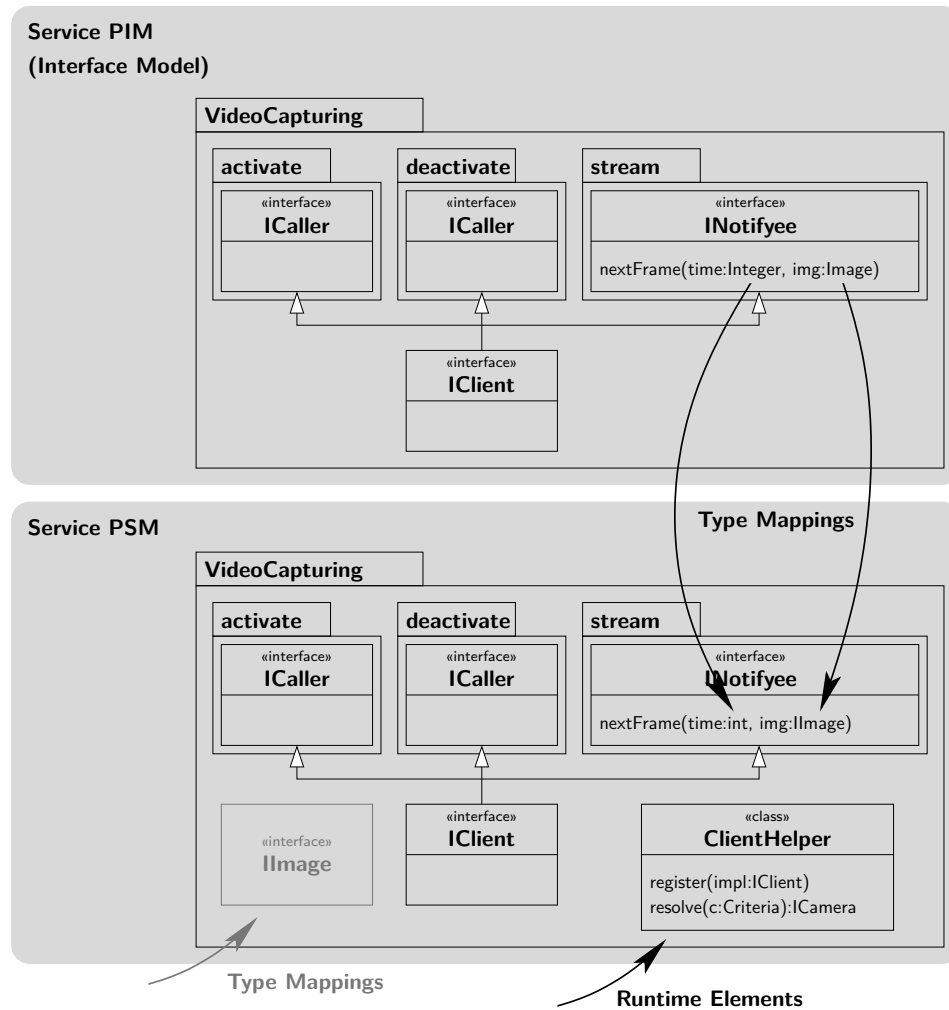 Service PIM
(Interface Model)
VideoCapturing
activate
deactivate
stream
«interface»
ICaller
«interface»
ICaller
«interface»
INotifyee
nextFrame(time:Integer, img:Image)
«interface»
IClient
Type Mappings
Service PSM
VideoCapturing
activate
deactivate
stream
«interface»
ICaller
«interface»
ICaller
«interface»
INotifyee
nextFrame(time:int, img:IImage)
«interface»
IImage
«interface»
IClient
«class»
ClientHelper
register(impl:IClient)
resolve(c:Criteria):ICamera
Type Mappings
Runtime Elements